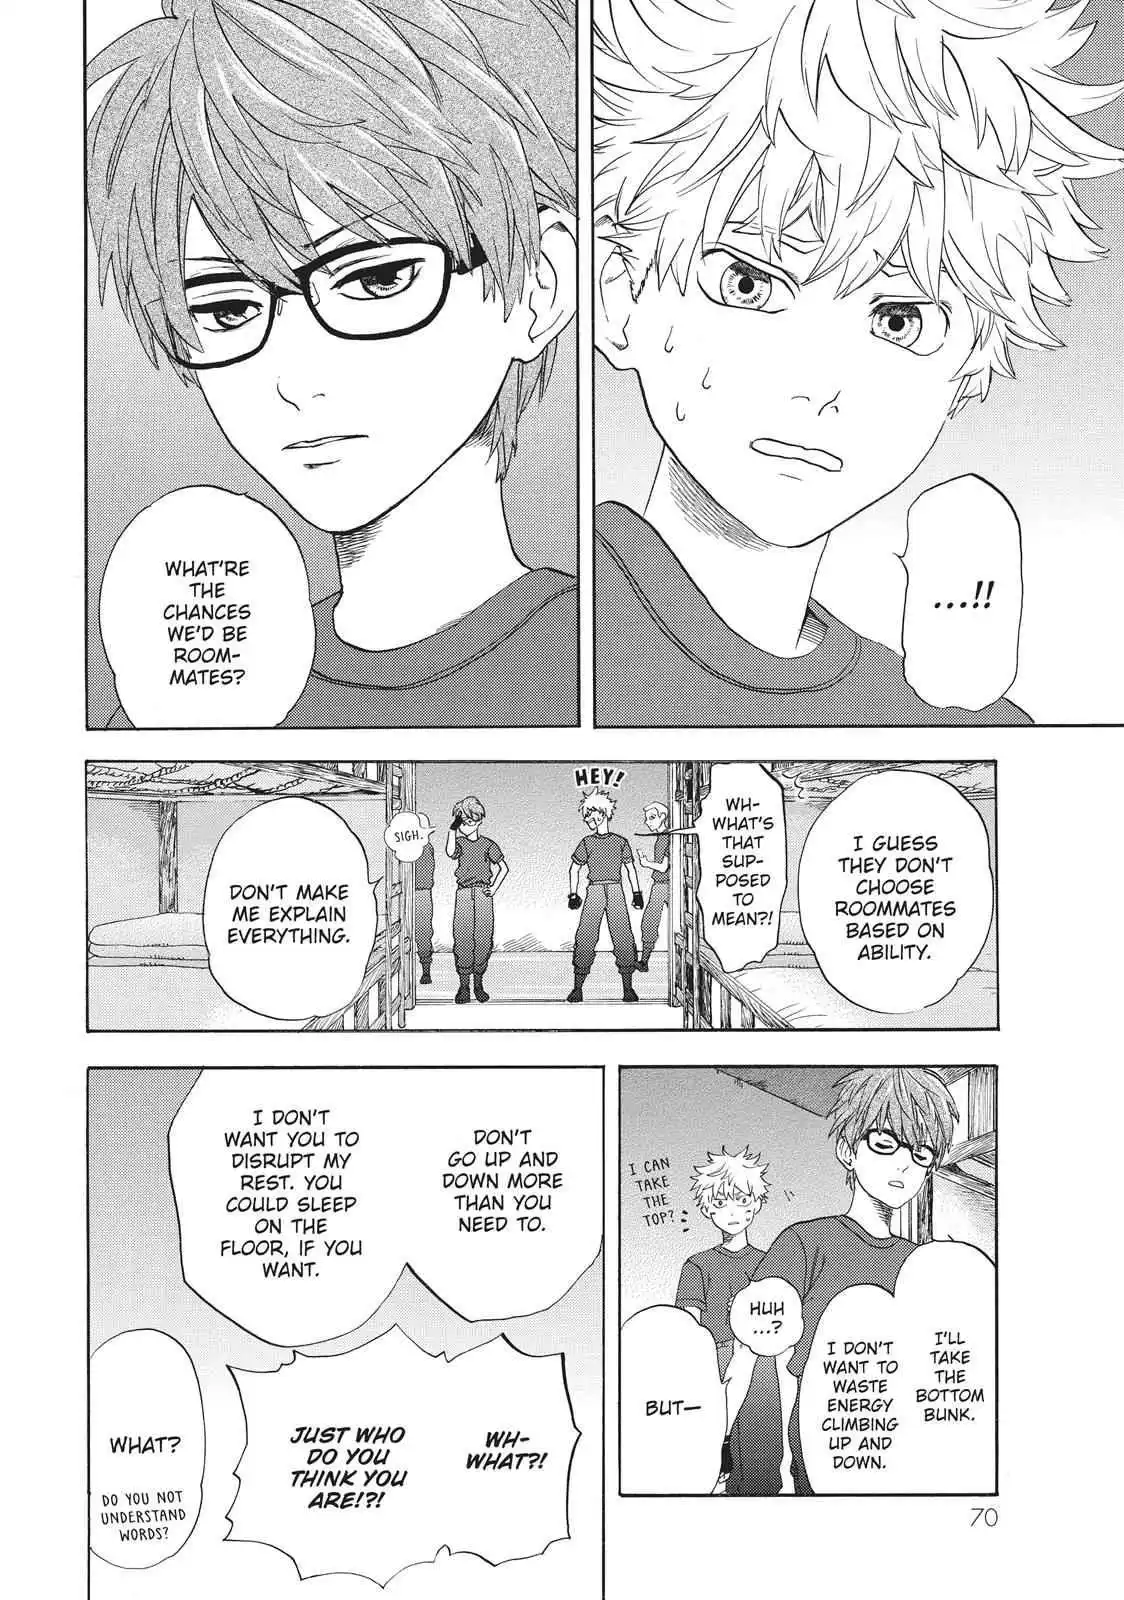 ...!!
WHAT'RE
THE
CHANCES
WE'D BE
ROOM-
MATES?
I GUESS
THEY DON'T
CHOOSE
ROOMMATES
BASED ON
ABILITY.
WH-
WHAT'S
THAT
SUP-
POSED
TO
MEAN?!
HEY!
SIGH.
DON'T MAKE
ME EXPLAIN
EVERYTHING.
I'LL
TAKE
THE
BOTTOM
BUNK.
I DON'T
WANT TO
WASTE
ENERGY
CLIMBING
UP AND
DOWN.
HUH
...?
I CAN
TAKE
THE
TOP?
BUT—
DON'T
GO UP AND
DOWN MORE
THAN YOU
NEED TO.
I DON'T
WANT YOU TO
DISRUPT MY
REST. YOU
COULD SLEEP
ON THE
FLOOR, IF YOU
WANT.
WH-
WHAT?!
JUST WHO
DO YOU
THINK YOU
ARE!?!
WHAT?
DO YOU NOT
UNDERSTAND
WORDS?
70